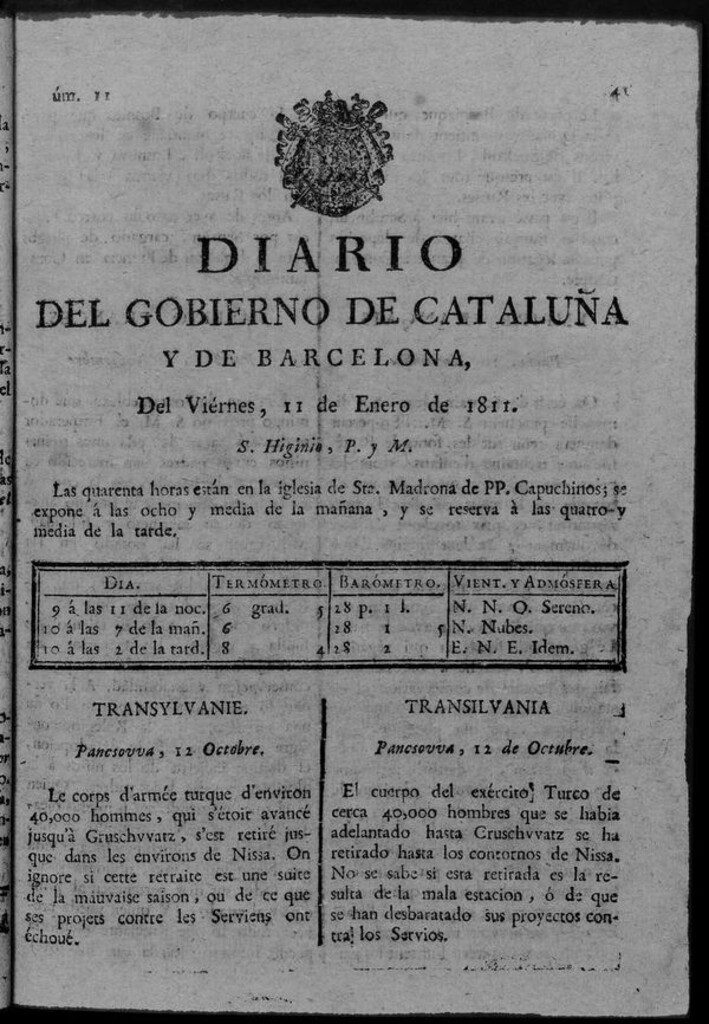 úm. 11
41
DIARIO
DEL GOBIERNO DE CATALUÑA
Y DE BARCELONA,
Del Viérnes, 11 de Enero de 1811.
S. Higinio, P. y M.
Las quarenta horas están en la iglesia de Sta. Madrona de PP. Capuchinos; se
expone á las ocho y media de la mañana, y se reserva à las quatro y
media de la tarde.
DIA. TERMÓMETRO. BARÓMETRO. VIENT. Y ADMÓSFERA
9 á las 11 de la noc. 6 grad. 5 28 p. 1 l. N. N. O. Sereno.
10 á las 7 de la mañ. 6 28 1 5 N. Nubes.
10 á las 2 de la tard. 8 4 28 2 E. N. E. Idem.
TRANSYLVANIE.
Pancsovva, 12 Octobre.
Le corps d'armée turque d'environ
40,000 hommes, qui s'étoit avancé
jusqu'à Gruschvvatz, s'est retiré jus-
que dans les environs de Nissa. On
ignore si cette retraite est une suite
de la mauvaise saison, ou de ce que
ses projets contre les Serviens ont
échoué.
TRANSILVANIA
Pancsovva, 12 de Octubre.
El cuerpo del exército Turco de
cerca 40,000 hombres que se habia
adelantado hasta Cruschvvatz se ha
retirado hasta los contornos de Nissa.
No se sabe si esta retirada es la re-
sulta de la mala estacion, ó de que
se han desbaratado sus proyectos con-
tra los Servios.